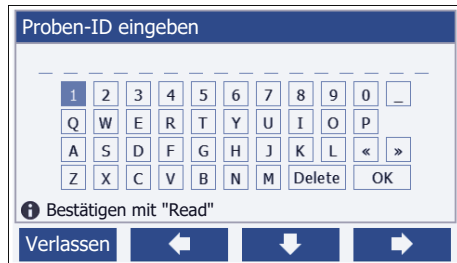 Proben-ID eingeben
1 2 3 4 5 6 7 8 9 0 _
Q W E R T Y U I O P
A S D F G H J K L « »
Z X C V B N M Delete OK
Bestätigen mit "Read"
Verlassen